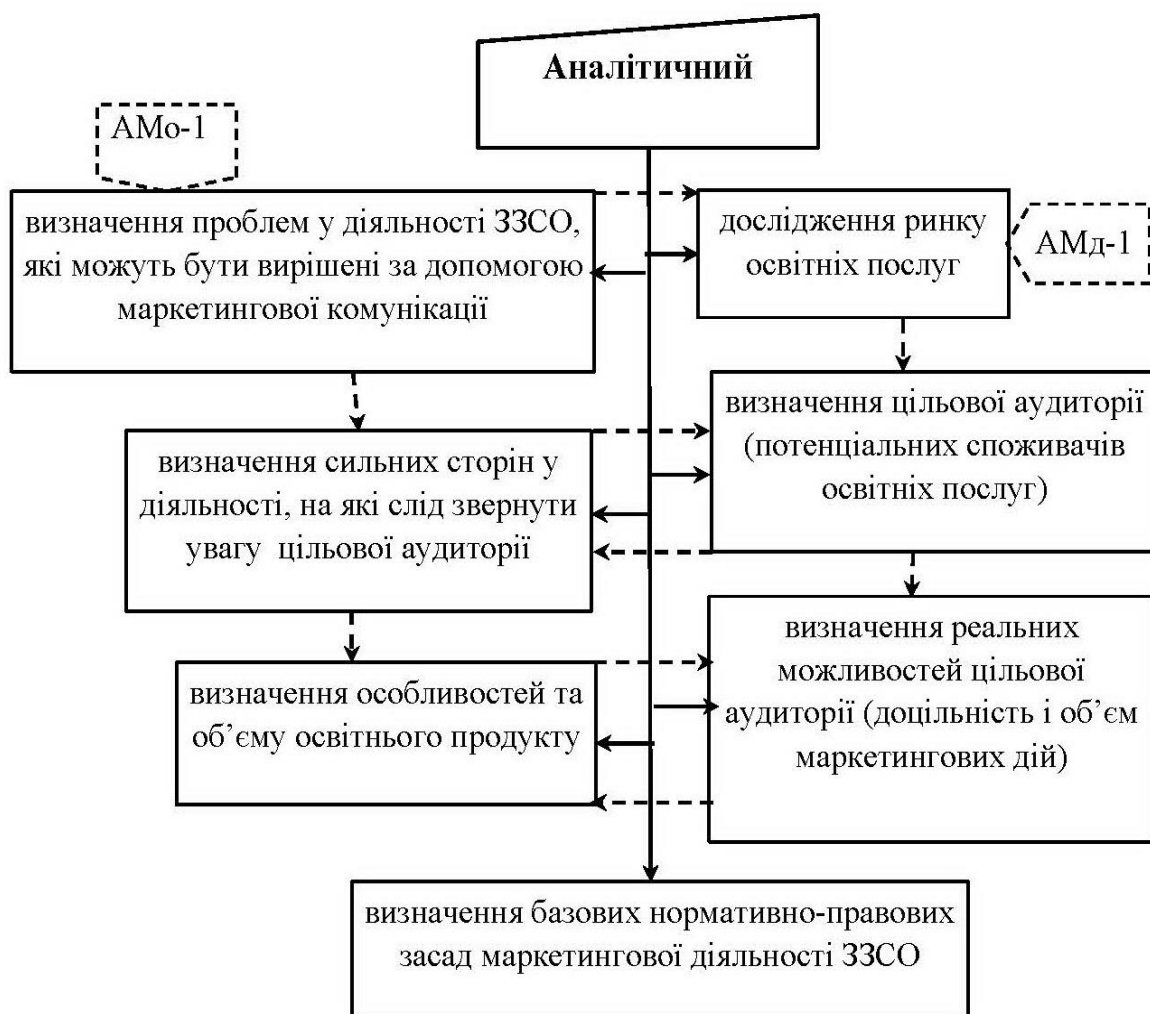 Аналітичний
АМо-1
визначення проблем у діяльності ЗЗСО,
які можуть бути вирішені за допомогою
маркетингової комунікації
дослідження ринку
освітніх послуг
АМд-1
визначення сильних сторін у
діяльності, на які слід звернути
увагу цільової аудиторії
визначення цільової аудиторії
(потенціальних споживачів
освітніх послуг)
визначення особливостей та
об’єму освітнього продукту
визначення реальних
можливостей цільової
аудиторії (доцільність і об’єм
маркетингових дій)
визначення базових нормативно-правових
засад маркетингової діяльності ЗЗСО